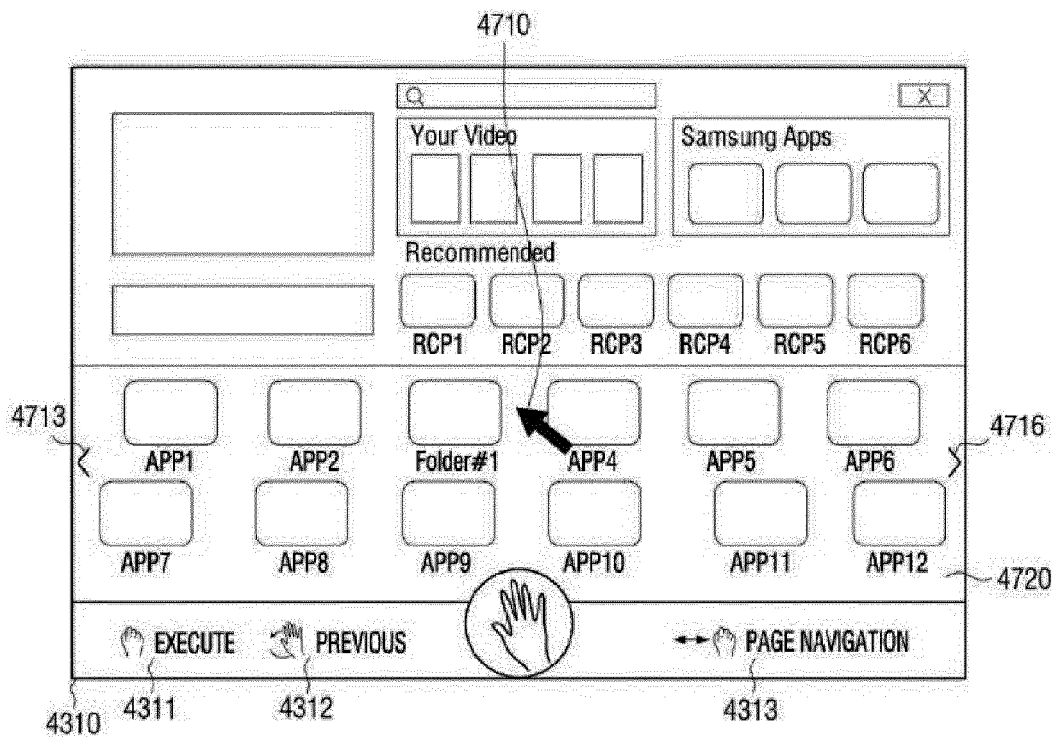 4710
X
Your Video
Samsung Apps
Recommended
RCP1 RCP2 RCP3 RCP4 RCP5 RCP6
4713
4716
APP1 APP2 Folder#1 APP4 APP5 APP6
APP7 APP8 APP9 APP10 APP11 APP12
4720
EXECUTE PREVIOUS PAGE NAVIGATION
4310 4311 4312 4313